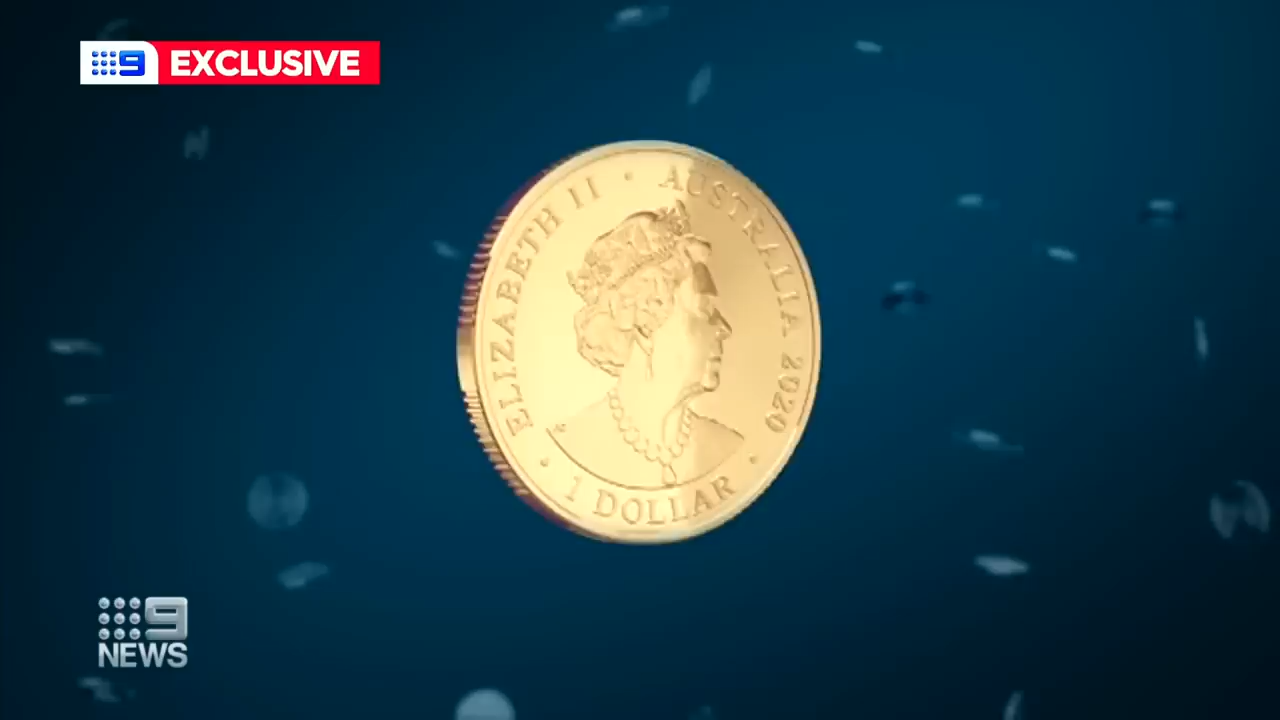 9 EXCLUSIVE
ELIZABETH II • AUSTRALIA 2020
• 1 DOLLAR •
9
NEWS